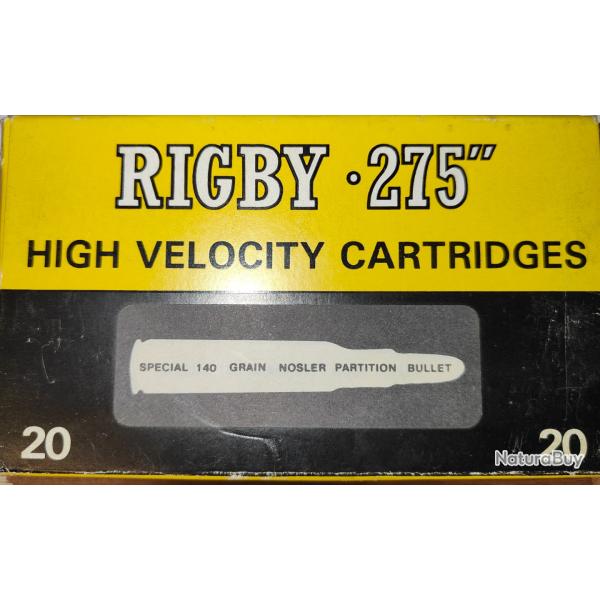 RIGBY .275"
HIGH VELOCITY CARTRIDGES
SPECIAL 140 GRAIN NOSLER PARTITION BULLET
20 20
NaturaBuy